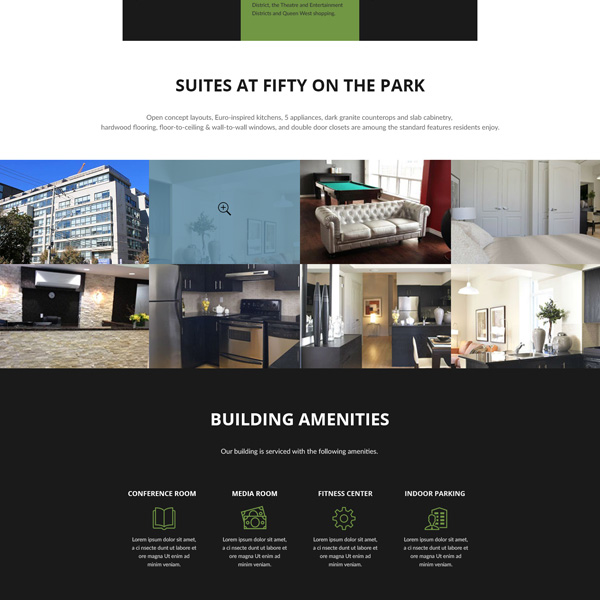 District, the Theatre and Entertainment
Districts and Queen West shopping.
SUITES AT FIFTY ON THE PARK
Open concept layouts, Euro-inspired kitchens, 5 appliances, dark granite counterops and slab cabinetry,
hardwood flooring, floor-to-ceiling & wall-to-wall windows, and double door closets are amoung the standard features residents enjoy.
BUILDING AMENITIES
Our building is serviced with the following amenities.
CONFERENCE ROOM
Lorem ipsum dolor sit amet,
a ci nsecte dunt ut labore et
ore magna Ut enim ad
minim veniam.
MEDIA ROOM
Lorem ipsum dolor sit amet,
a ci nsecte dunt ut labore et
ore magna Ut enim ad
minim veniam.
FITNESS CENTER
Lorem ipsum dolor sit amet,
a ci nsecte dunt ut labore et
ore magna Ut enim ad
minim veniam.
INDOOR PARKING
Lorem ipsum dolor sit amet,
a ci nsecte dunt ut labore et
ore magna Ut enim ad
minim veniam.